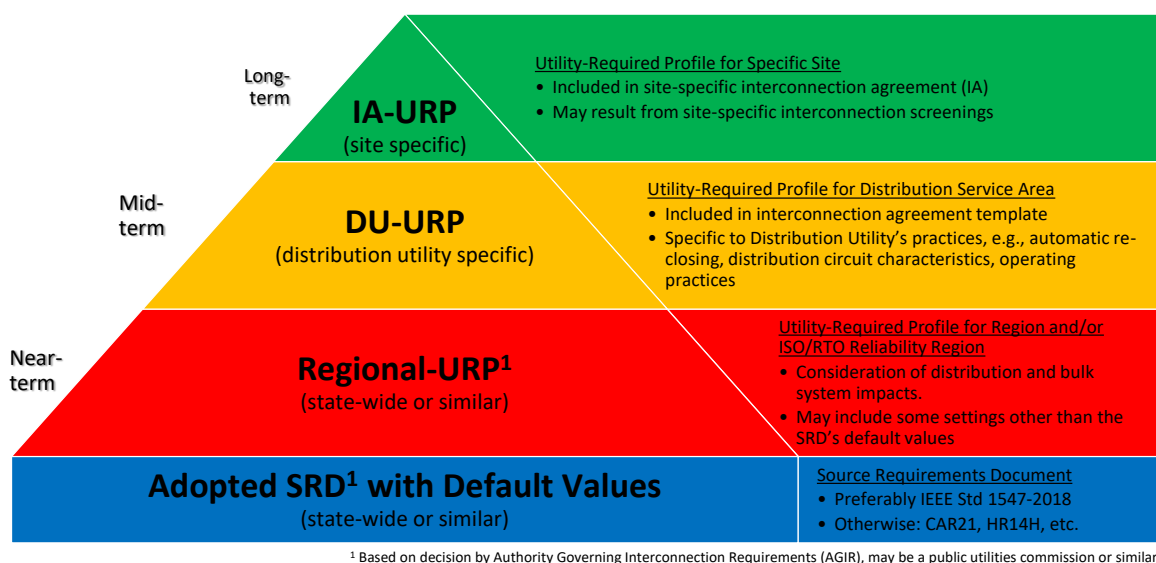 Long-
term
IA-URP
(site specific)
Utility-Required Profile for Specific Site
• Included in site-specific interconnection agreement (IA)
• May result from site-specific interconnection screenings
Mid-
term
DU-URP
(distribution utility specific)
Utility-Required Profile for Distribution Service Area
• Included in interconnection agreement template
• Specific to Distribution Utility's practices, e.g., automatic re-
closing, distribution circuit characteristics, operating
practices
Near-
term
Regional-URP¹
(state-wide or similar)
Utility-Required Profile for Region and/or
ISO/RTO Reliability Region
• Consideration of distribution and bulk
system impacts.
• May include some settings other than the
SRD's default values
Adopted SRD¹ with Default Values
(state-wide or similar)
Source Requirements Document
• Preferably IEEE Std 1547-2018
• Otherwise: CAR21, HR14H, etc.
¹ Based on decision by Authority Governing Interconnection Requirements (AGIR), may be a public utilities commission or similar